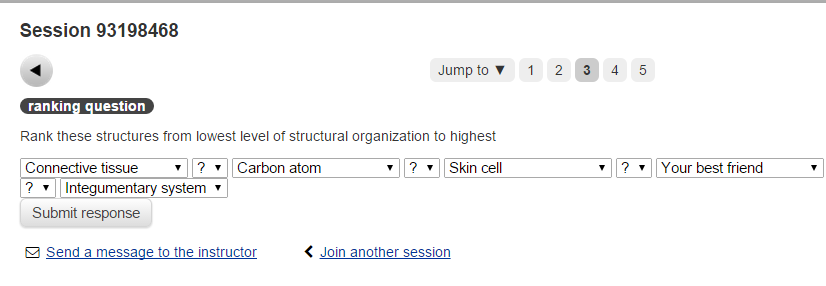 Session 93198468
Jump to ▼ 1 2 3 4 5
ranking question
Rank these structures from lowest level of structural organization to highest
Connective tissue ? Carbon atom ? Skin cell ? Your best friend
? Integumentary system
Submit response
Send a message to the instructor Join another session